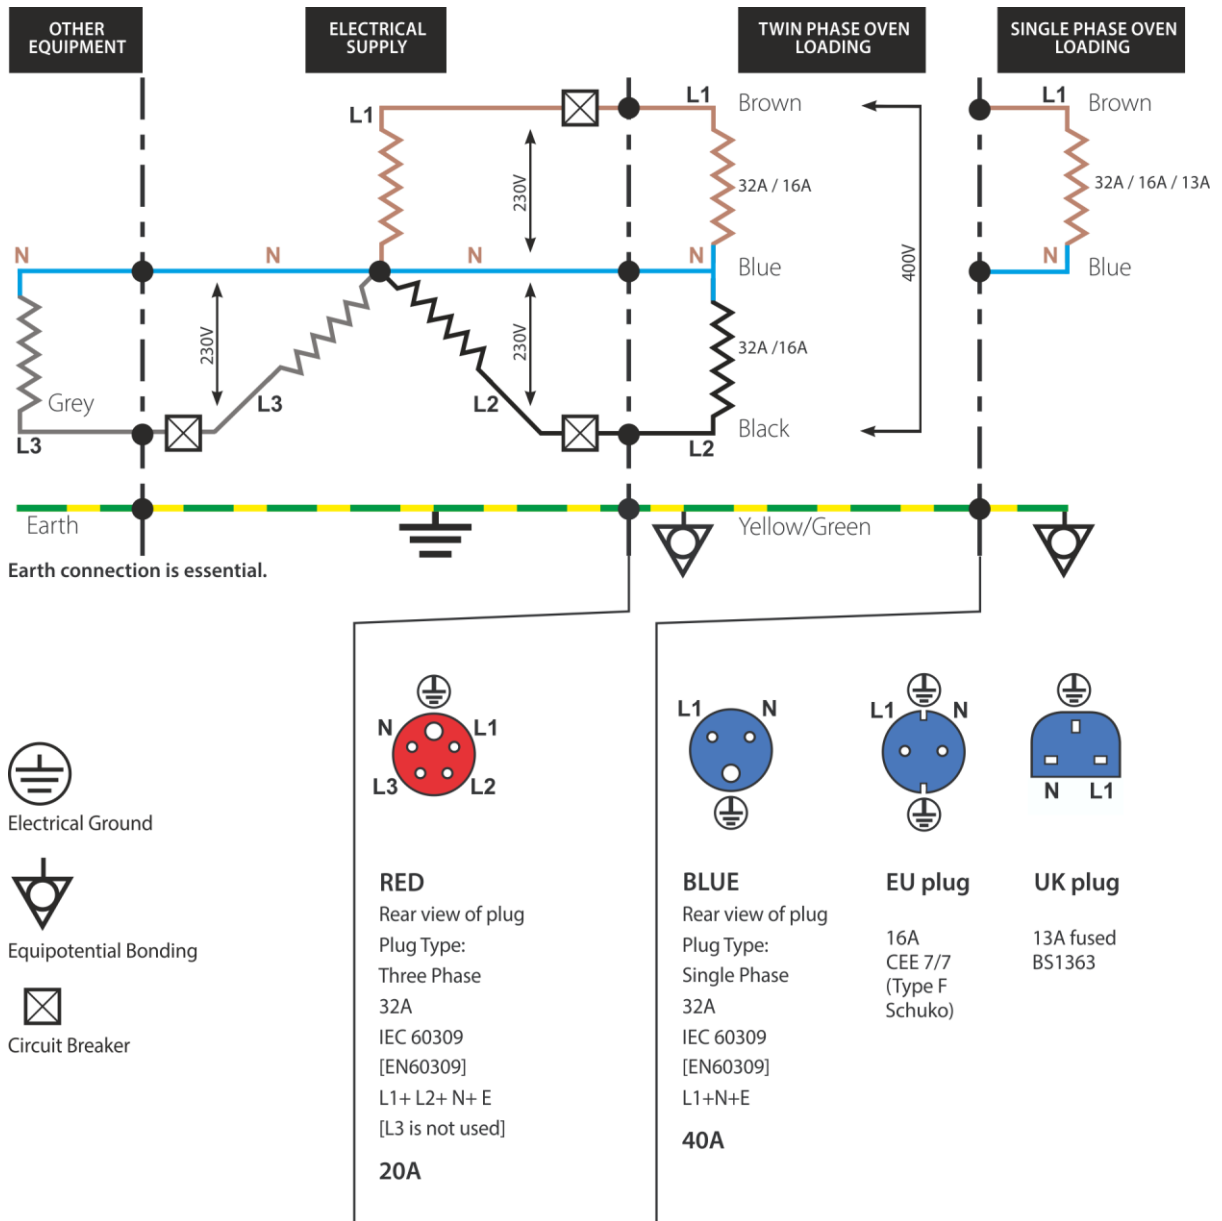 OTHER
EQUIPMENT
ELECTRICAL
SUPPLY
TWIN PHASE OVEN
LOADING
SINGLE PHASE OVEN
LOADING
L1
L1
Brown
L1
Brown
230V
32A / 16A
32A / 16A / 13A
N
N
N
N
Blue
400V
N
Blue
230V
230V
32A /16A
Grey
L3
L2
Black
L3
L2
Earth
Yellow/Green
Earth connection is essential.
N
L1
L3
L2
L1
N
L1
N
N
L1
Electrical Ground
Equipotential Bonding
Circuit Breaker
RED
Rear view of plug
Plug Type:
Three Phase
32A
IEC 60309
[EN60309]
L1+ L2+ N+ E
[L3 is not used]
20A
BLUE
Rear view of plug
Plug Type:
Single Phase
32A
IEC 60309
[EN60309]
L1+N+E
40A
EU plug
16A
CEE 7/7
(Type F
Schuko)
UK plug
13A fused
BS1363